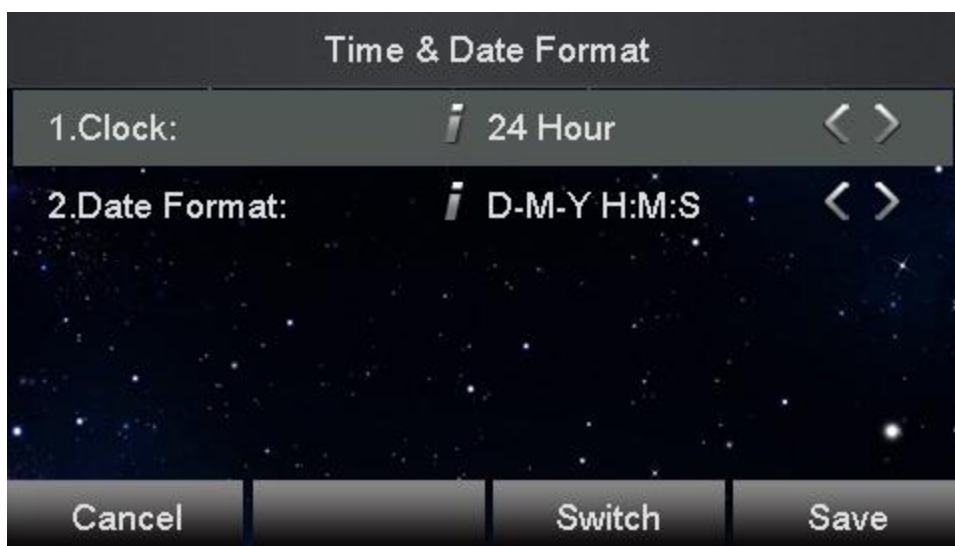 Time & Date Format
1.Clock: i 24 Hour < >
2.Date Format: i D-M-Y H:M:S < >
Cancel Switch Save